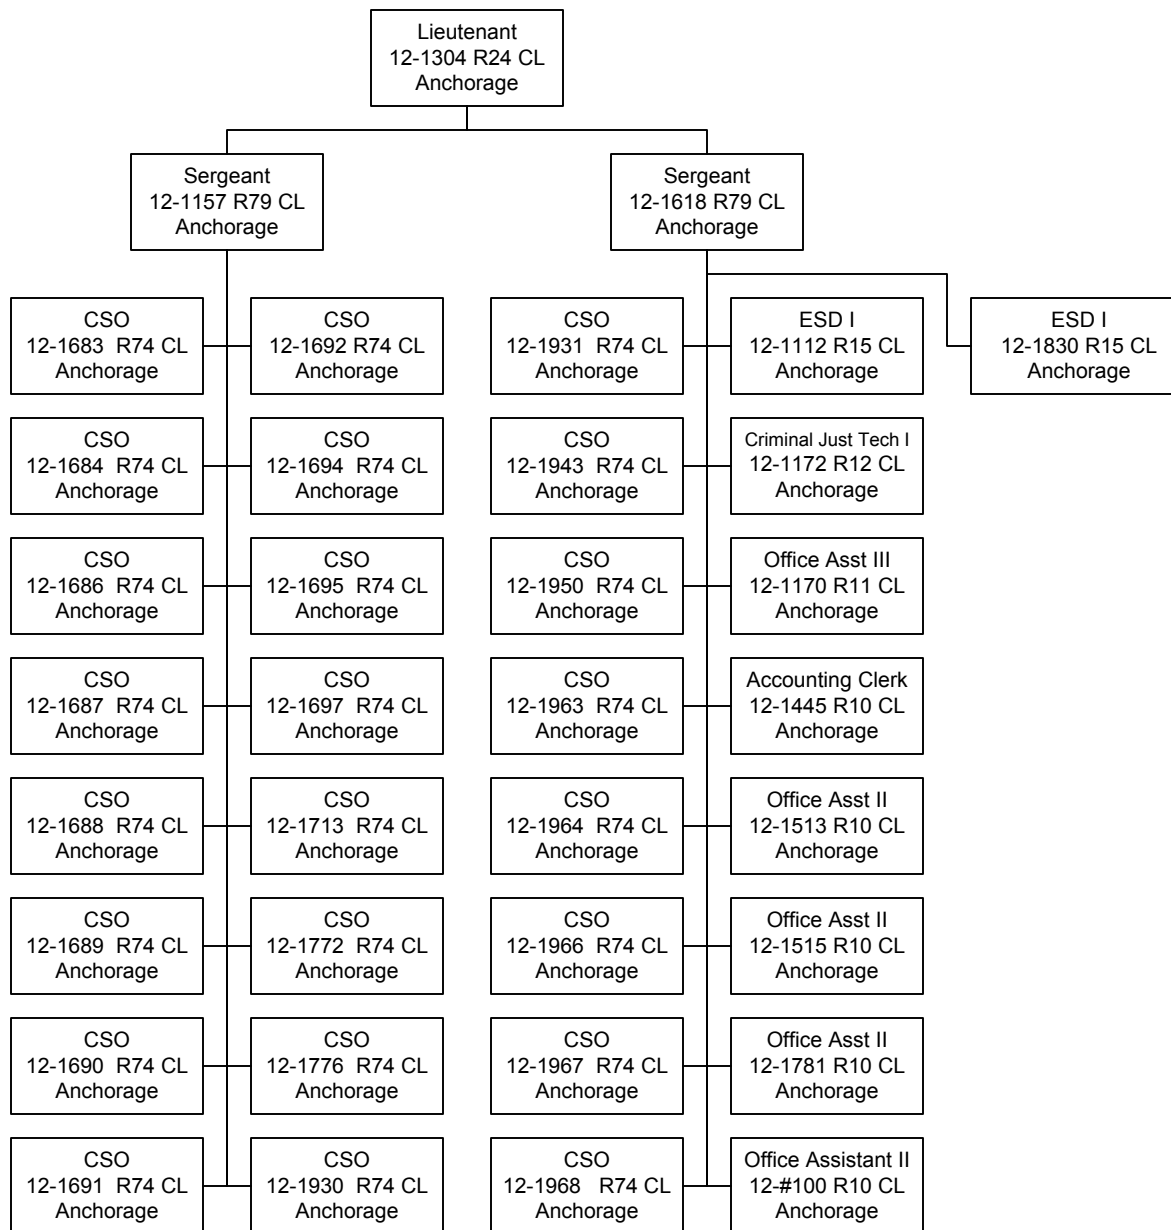 Lieutenant
12-1304 R24 CL
Anchorage
Sergeant
12-1157 R79 CL
Anchorage
Sergeant
12-1618 R79 CL
Anchorage
CSO
12-1683 R74 CL
Anchorage
CSO
12-1692 R74 CL
Anchorage
CSO
12-1931 R74 CL
Anchorage
ESD I
12-1112 R15 CL
Anchorage
ESD I
12-1830 R15 CL
Anchorage
CSO
12-1684 R74 CL
Anchorage
CSO
12-1694 R74 CL
Anchorage
CSO
12-1943 R74 CL
Anchorage
Criminal Just Tech I
12-1172 R12 CL
Anchorage
CSO
12-1686 R74 CL
Anchorage
CSO
12-1695 R74 CL
Anchorage
CSO
12-1950 R74 CL
Anchorage
Office Asst III
12-1170 R11 CL
Anchorage
CSO
12-1687 R74 CL
Anchorage
CSO
12-1697 R74 CL
Anchorage
CSO
12-1963 R74 CL
Anchorage
Accounting Clerk
12-1445 R10 CL
Anchorage
CSO
12-1688 R74 CL
Anchorage
CSO
12-1713 R74 CL
Anchorage
CSO
12-1964 R74 CL
Anchorage
Office Asst II
12-1513 R10 CL
Anchorage
CSO
12-1689 R74 CL
Anchorage
CSO
12-1772 R74 CL
Anchorage
CSO
12-1966 R74 CL
Anchorage
Office Asst II
12-1515 R10 CL
Anchorage
CSO
12-1690 R74 CL
Anchorage
CSO
12-1776 R74 CL
Anchorage
CSO
12-1967 R74 CL
Anchorage
Office Asst II
12-1781 R10 CL
Anchorage
CSO
12-1691 R74 CL
Anchorage
CSO
12-1930 R74 CL
Anchorage
CSO
12-1968 R74 CL
Anchorage
Office Assistant II
12-#100 R10 CL
Anchorage